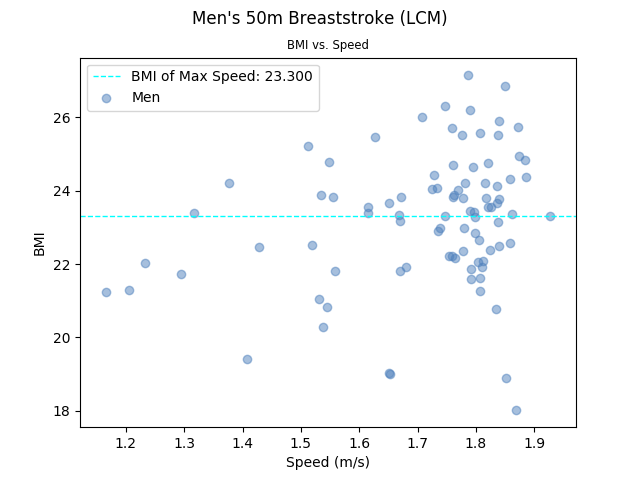 Men's 50m Breaststroke (LCM)
BMI vs. Speed
BMI of Max Speed: 23.300
Men
26
24
22
20
18
BMI
1.2 1.3 1.4 1.5 1.6 1.7 1.8 1.9
Speed (m/s)